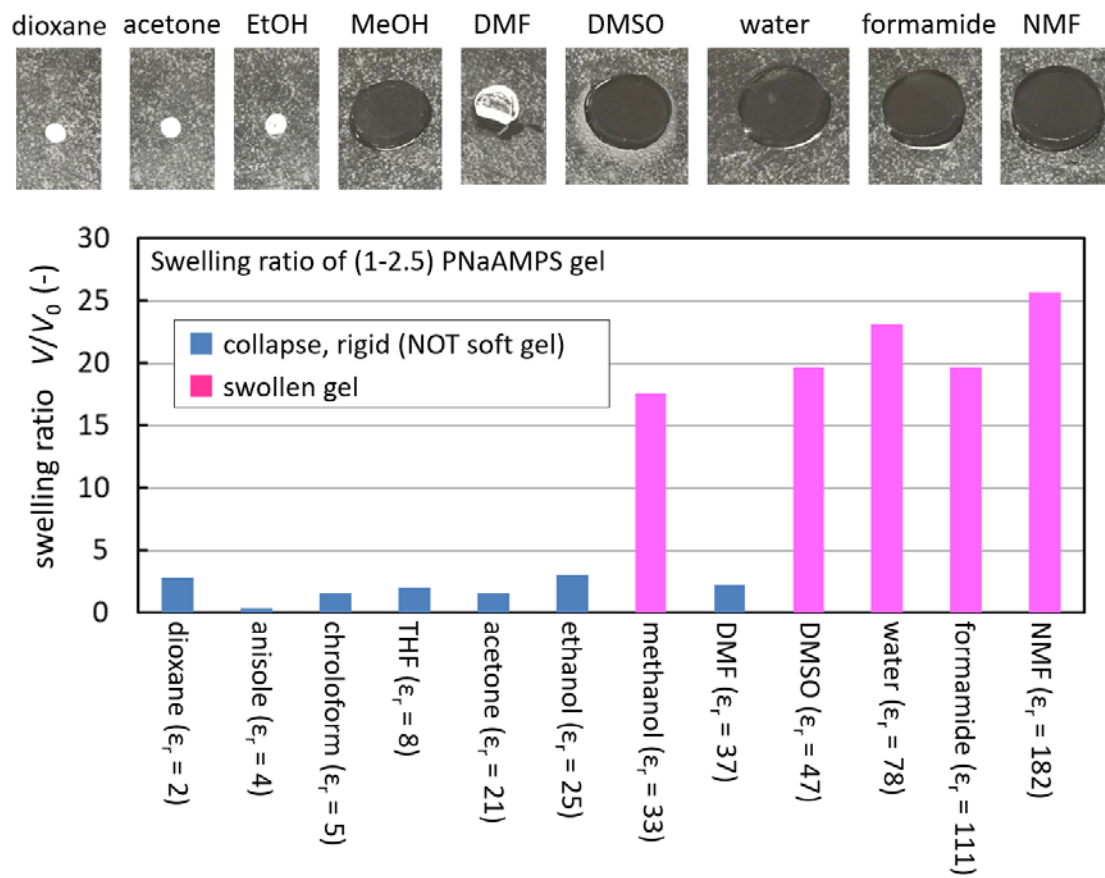 dioxane acetone EtOH MeOH DMF DMSO water formamide NMF
Swelling ratio of (1-2.5) PNaAMPS gel
collapse, rigid (NOT soft gel)
swollen gel
swelling ratio V/V₀ (-)
30
25
20
15
10
5
0
dioxane (εᵣ = 2)
anisole (εᵣ = 4)
chroloform (εᵣ = 5)
THF (εᵣ = 8)
acetone (εᵣ = 21)
ethanol (εᵣ = 25)
methanol (εᵣ = 33)
DMF (εᵣ = 37)
DMSO (εᵣ = 47)
water (εᵣ = 78)
formamide (εᵣ = 111)
NMF (εᵣ = 182)